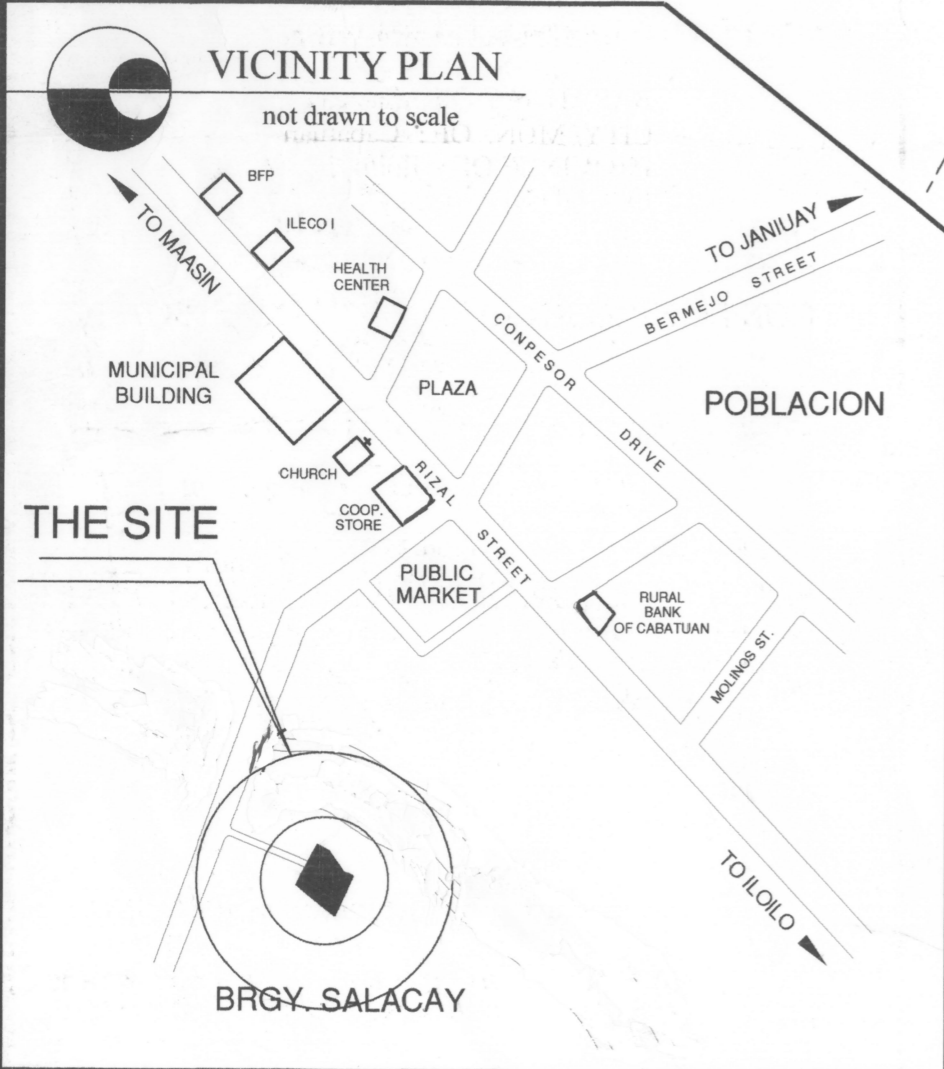 VICINITY PLAN
not drawn to scale
BFP
ILECO I
TO MAASIN
HEALTH
CENTER
TO JANIUAY
BERMEJO STREET
CONPESOR DRIVE
MUNICIPAL
BUILDING
PLAZA
POBLACION
CHURCH
RIZAL STREET
COOP.
STORE
THE SITE
PUBLIC
MARKET
RURAL
BANK
OF CABATUAN
MOLINOS ST.
TO ILOILO
BRGY. SALACAY